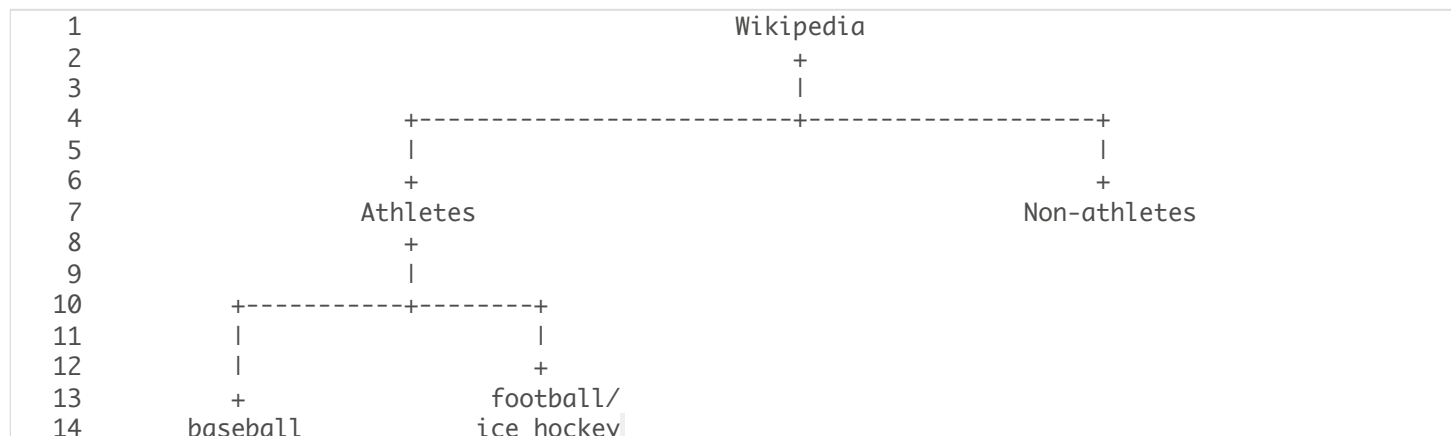 1                                             Wikipedia
2                                                 +
3                                                 |
4                      +--------------------------+--------------------+
5                      |                                               |
6                      +                                               +
7                   Athletes                                      Non-athletes
8                      +
9                      |
10          +-----------+--------+
11          |                    |
12          |                    +
13          +                 football/
14       baseball            ice hockey